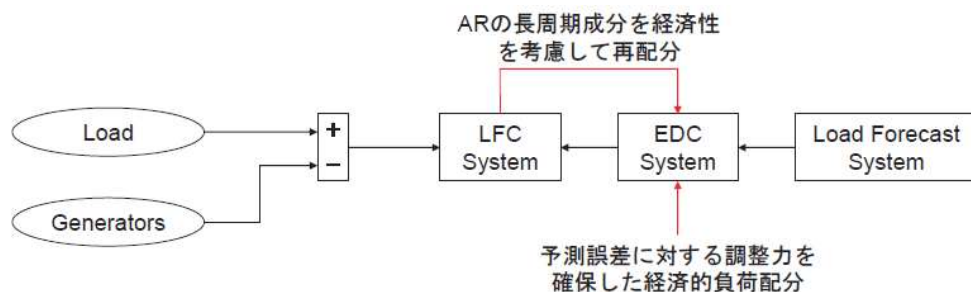 ARの長周期成分を経済性
を考慮して再配分
Load
+
−
LFC
System
EDC
System
Load Forecast
System
Generators
予測誤差に対する調整力を
確保した経済的負荷配分